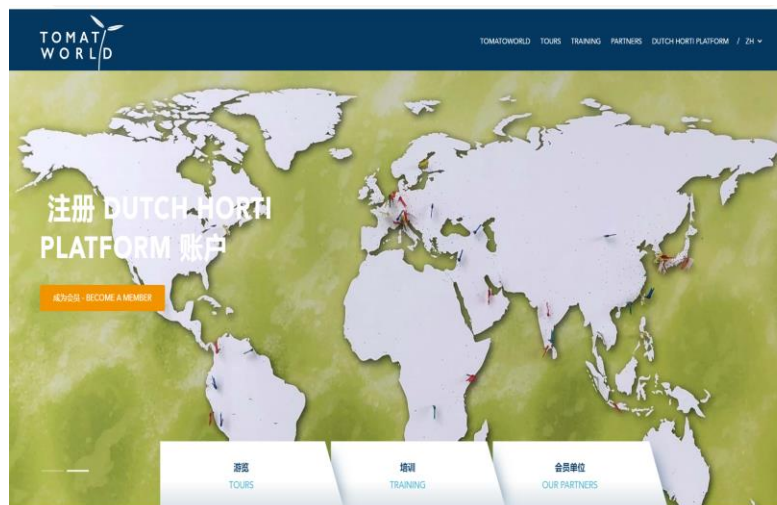 TOMAT
WORLD
TOMATOWORLD TOURS TRAINING PARTNERS DUTCH HORTI PLATFORM / ZH
注册 DUTCH HORTI
PLATFORM 账户
成为会员 - BECOME A MEMBER
游览
TOURS
培训
TRAINING
会员单位
OUR PARTNERS